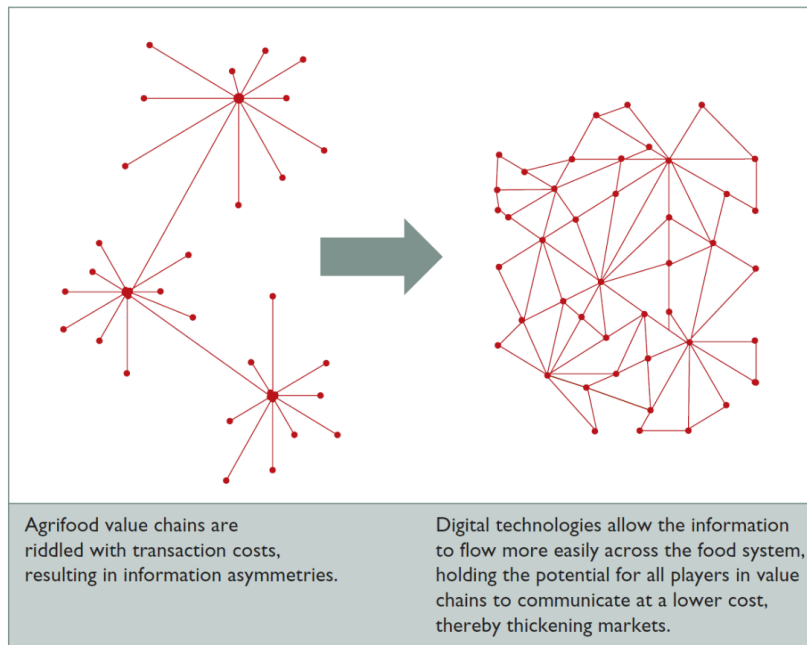 Agrifood value chains are
riddled with transaction costs,
resulting in information asymmetries.
Digital technologies allow the information
to flow more easily across the food system,
holding the potential for all players in value
chains to communicate at a lower cost,
thereby thickening markets.